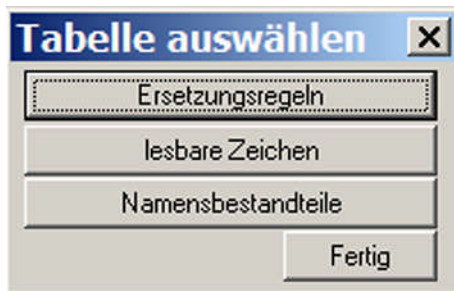 Tabelle auswählen
Ersetzungsregeln
lesbare Zeichen
Namensbestandteile
Fertig